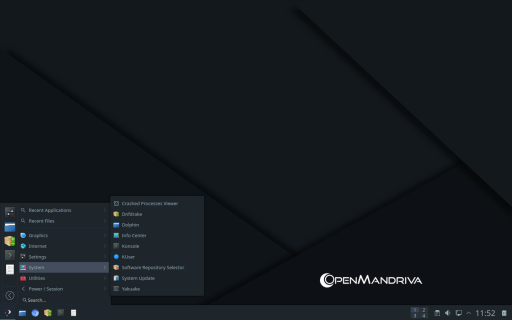 Recent Applications
Recent Files
Graphics
Internet
Settings
System
Utilities
Power / Session
Search...
Crashed Processes Viewer
Dnfdrake
Dolphin
Info Center
Konsole
KUser
Software Repository Selector
System Update
Yakuake
OPENMANDRIVA
1 2
3 4
11:52